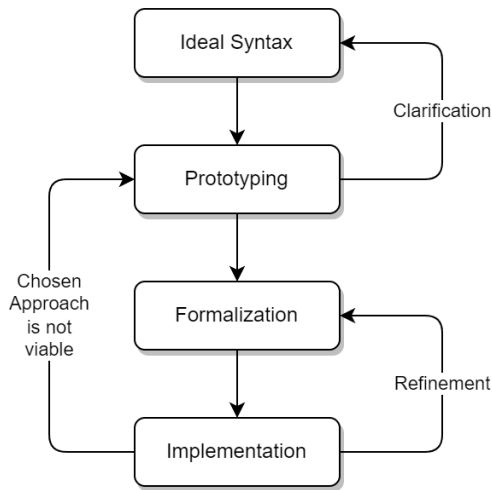 Ideal Syntax
Clarification
Prototyping
Chosen
Approach
is not
viable
Formalization
Refinement
Implementation